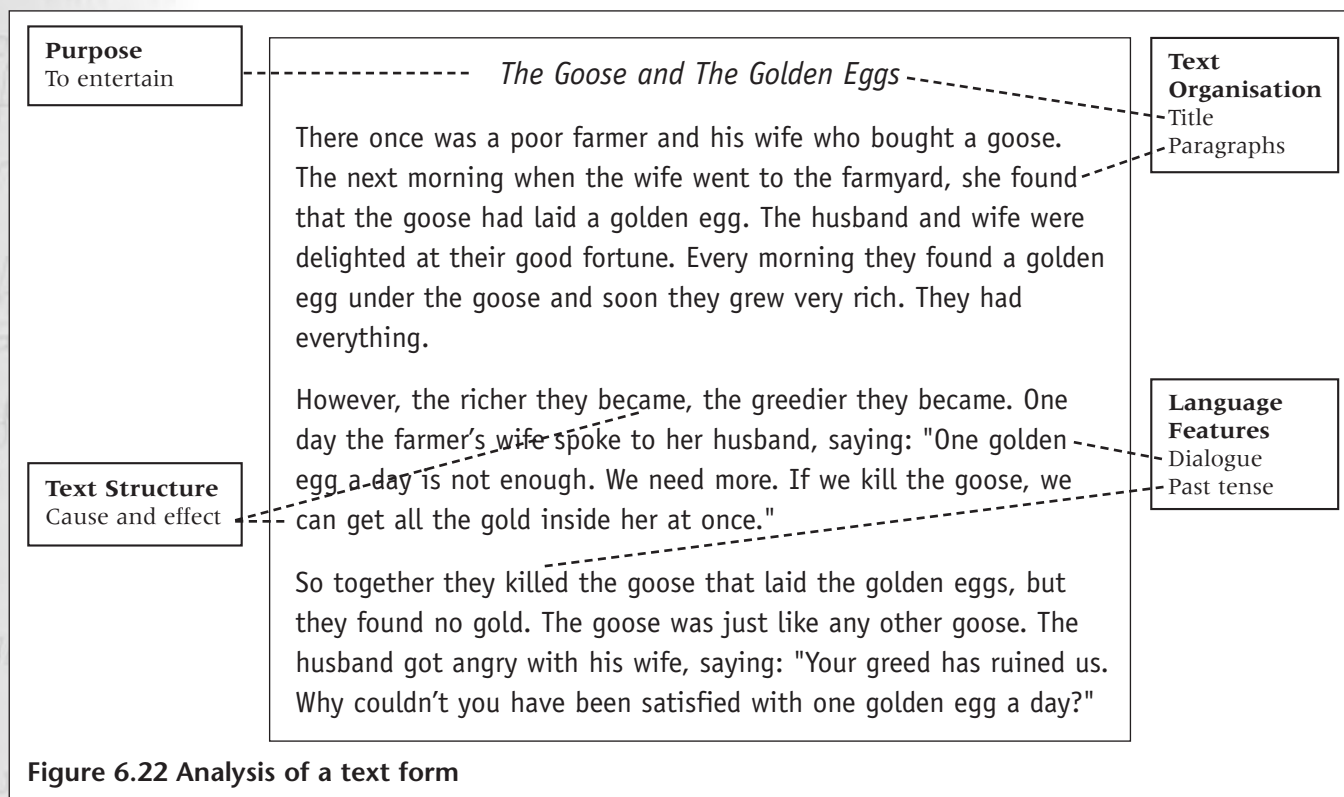 Purpose
To entertain
The Goose and The Golden Eggs
Text
Organisation
Title
Paragraphs
There once was a poor farmer and his wife who bought a goose.
The next morning when the wife went to the farmyard, she found
that the goose had laid a golden egg. The husband and wife were
delighted at their good fortune. Every morning they found a golden
egg under the goose and soon they grew very rich. They had
everything.
However, the richer they became, the greedier they became. One
day the farmer's wife spoke to her husband, saying: "One golden
egg a day is not enough. We need more. If we kill the goose, we
can get all the gold inside her at once."
Language
Features
Dialogue
Past tense
Text Structure
Cause and effect
So together they killed the goose that laid the golden eggs, but
they found no gold. The goose was just like any other goose. The
husband got angry with his wife, saying: "Your greed has ruined us.
Why couldn't you have been satisfied with one golden egg a day?"
Figure 6.22 Analysis of a text form